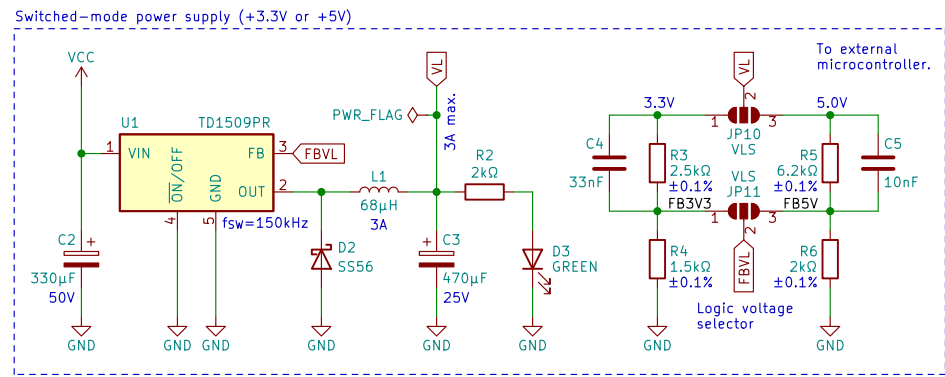 Switched-mode power supply (+3.3V or +5V)
VCC
U1
TD1509PR
1
VIN
FB
3
FBVL
ON/OFF
GND
OUT
2
4
5
fsw=150kHz
C2
330µF
50V
GND
GND
GND
D2
SS56
GND
L1
68µH
3A
PWR_FLAG
VL
3A max.
C3
470µF
25V
GND
R2
2kΩ
D3
GREEN
GND
To external
microcontroller.
VL
3.3V
5.0V
2
1
3
JP10
VLS
C4
33nF
R3
2.5kΩ
±0.1%
R5
6.2kΩ
±0.1%
C5
10nF
VLS
JP11
FB3V3
1
3
FB5V
2
FBVL
R4
1.5kΩ
±0.1%
R6
2kΩ
±0.1%
Logic voltage
selector
GND
GND